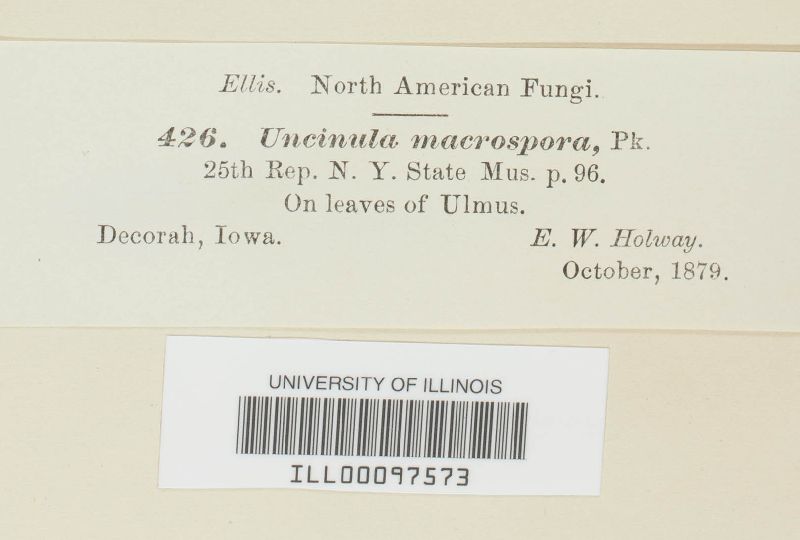 Ellis. North American Fungi.
426. Uncinula macrospora, Pk.
25th Rep. N. Y. State Mus. p. 96.
On leaves of Ulmus.
Decorah, Iowa. E. W. Holway.
October, 1879.
UNIVERSITY OF ILLINOIS
ILL00097573